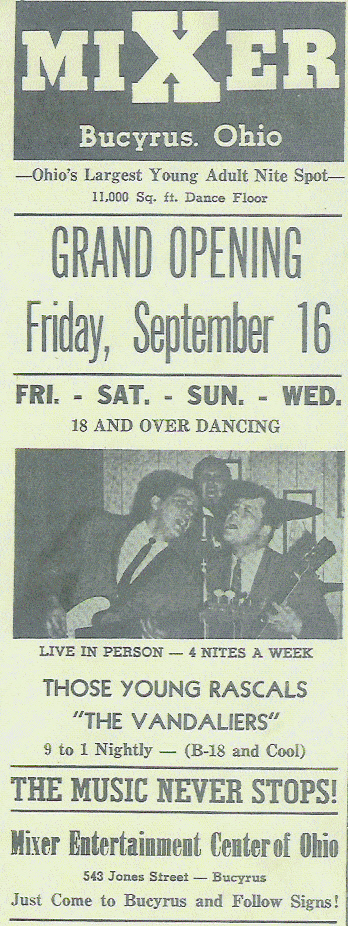 MIXER
Bucyrus. Ohio
—Ohio's Largest Young Adult Nite Spot—
11,000 Sq. ft. Dance Floor
GRAND OPENING
Friday, September 16
FRI. - SAT. - SUN. - WED.
18 AND OVER DANCING
LIVE IN PERSON — 4 NITES A WEEK
THOSE YOUNG RASCALS
"THE VANDALIERS"
9 to 1 Nightly — (B-18 and Cool)
THE MUSIC NEVER STOPS!
Mixer Entertainment Center of Ohio
543 Jones Street — Bucyrus
Just Come to Bucyrus and Follow Signs!